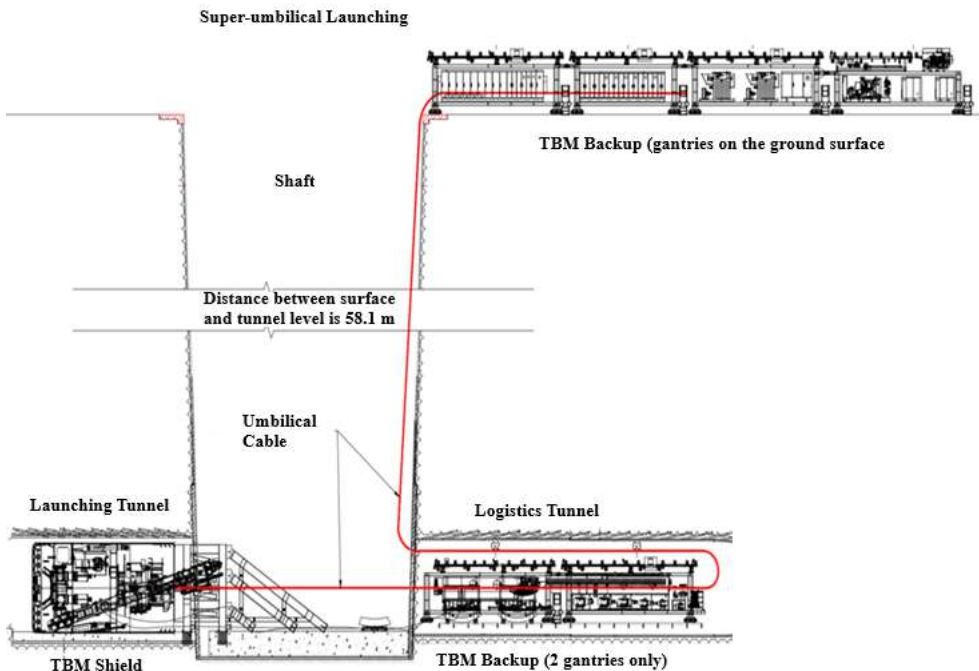 Super-umbilical Launching
TBM Backup (gantries on the ground surface
Shaft
Distance between surface
and tunnel level is 58.1 m
Umbilical
Cable
Launching Tunnel
Logistics Tunnel
TBM Shield
TBM Backup (2 gantries only)